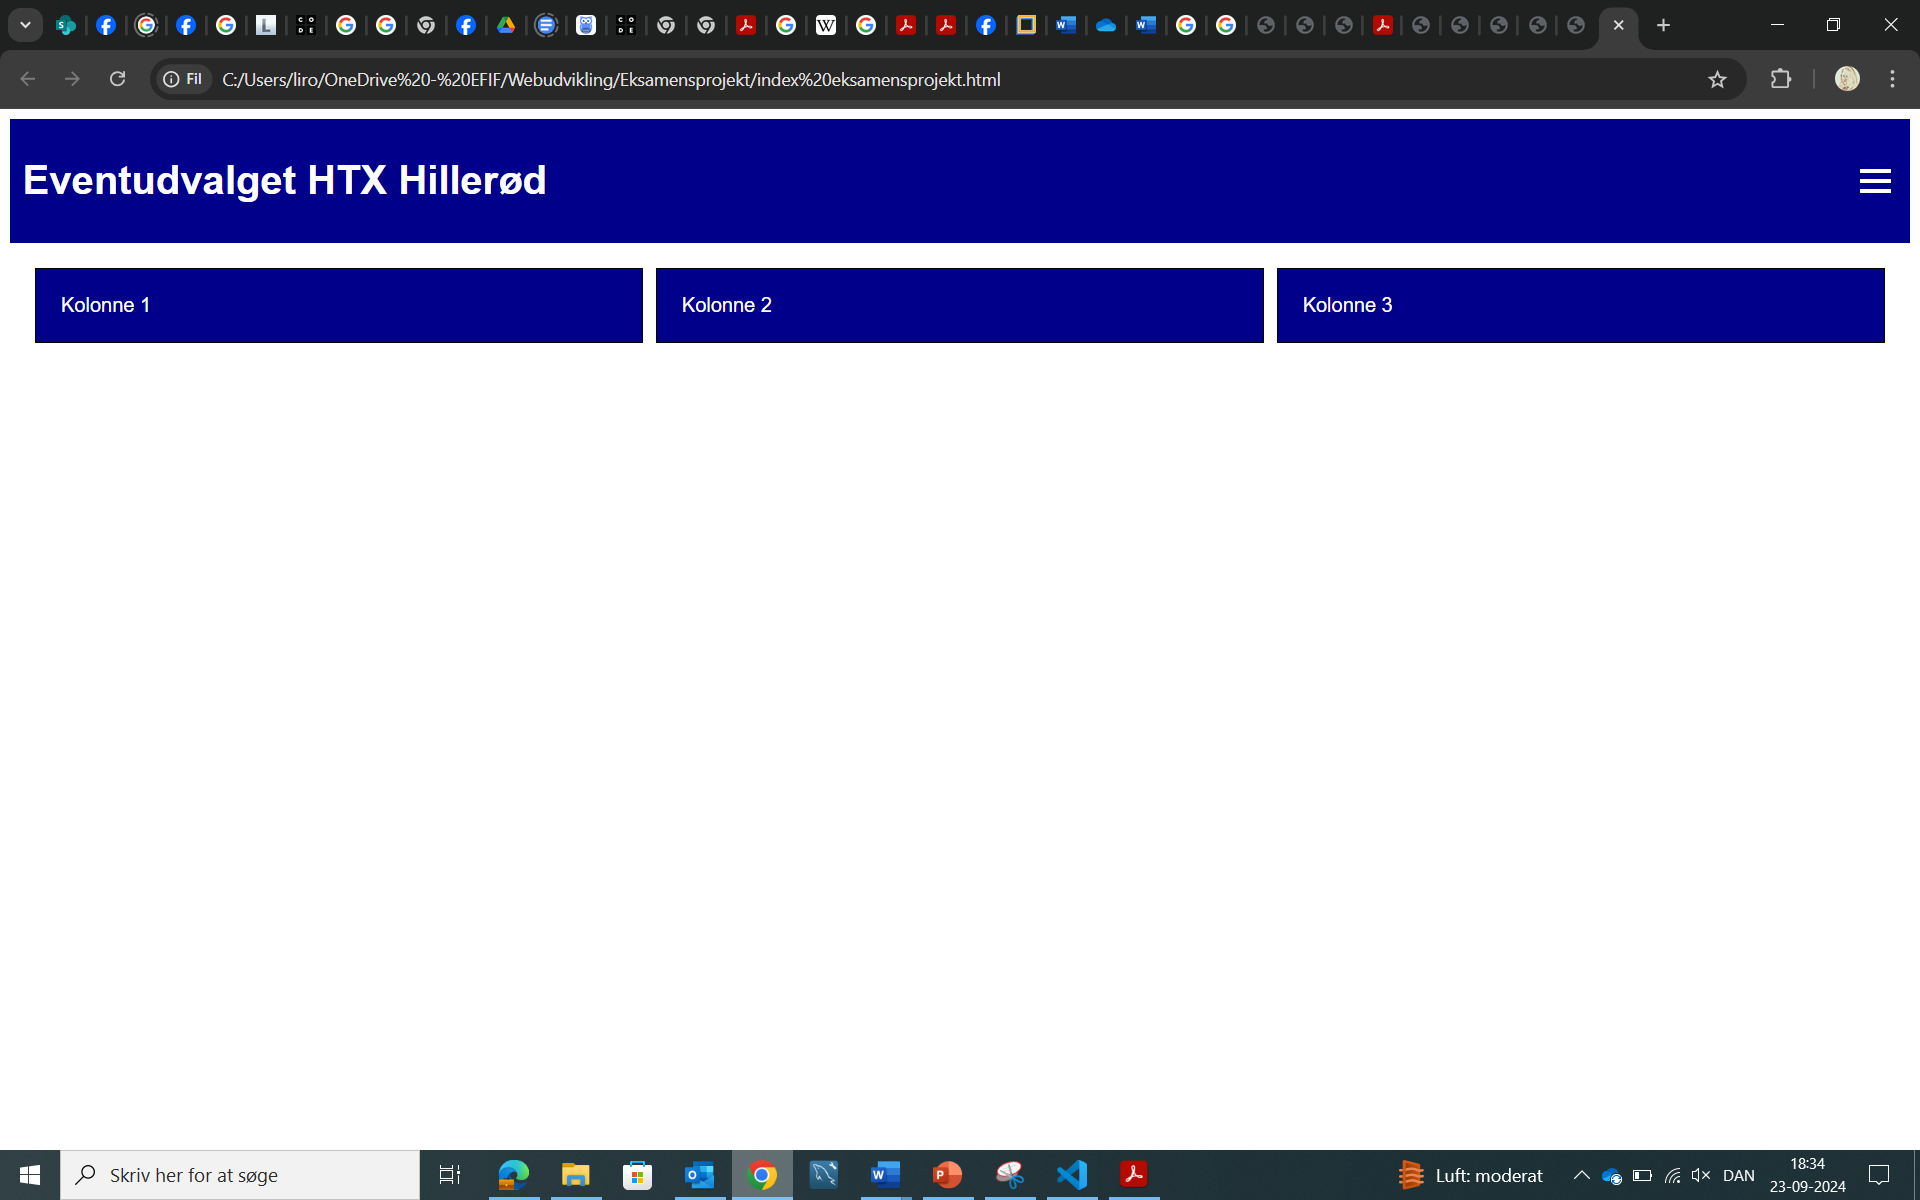 Fil C:/Users/liro/OneDrive%20-%20EFIF/Webudvikling/Eksamensprojekt/index%20eksamensprojekt.html
Eventudvalget HTX Hillerød
Kolonne 1 Kolonne 2 Kolonne 3
Skriv her for at søge Luft: moderat DAN 18:34
23-09-2024